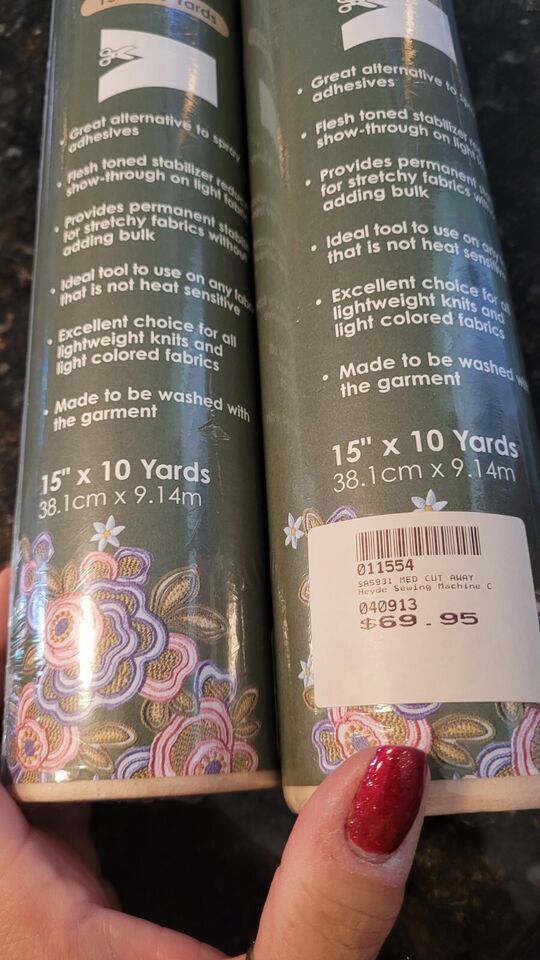 Yards
• Great alternative to spray
adhesives
• Flesh toned stabilizer
show-through on light
• Provides permanent
for stretchy fabrics without
adding bulk
• Ideal tool to use on any
that is not heat sensitive
• Excellent choice for all
lightweight knits and
light colored fabrics
• Made to be washed with
the garment
15" x 10 Yards
38.1cm x 9.14m
• Great alternative to
adhesives
• Flesh toned stabilizer
show-through on light
• Provides permanent
for stretchy fabrics
adding bulk
• Ideal tool to use on any
that is not heat sensitive
• Excellent choice for all
lightweight knits and
light colored fabrics
• Made to be washed
the garment
15" x 10 Yards
38.1cm x 9.14m
011554
SA5931 MED CUT AWAY
Heyde Sewing Machine C
040913
$69.95